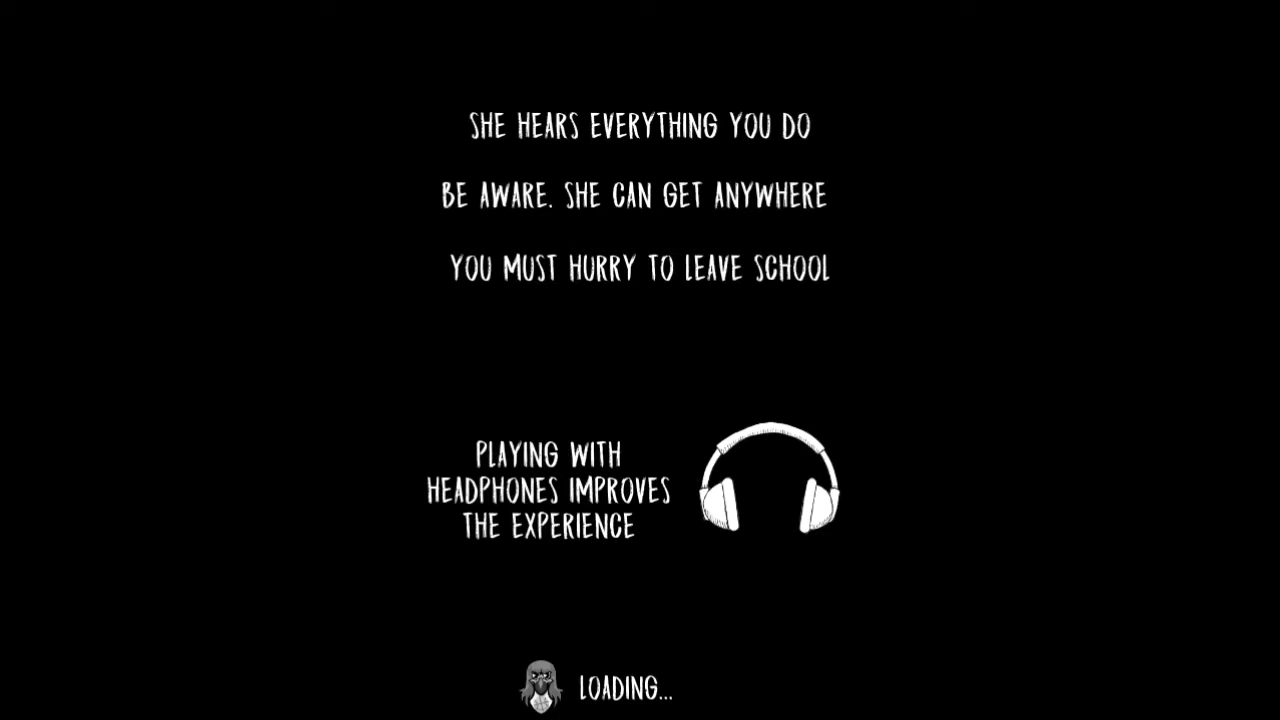 SHE HEARS EVERYTHING YOU DO
BE AWARE. SHE CAN GET ANYWHERE
YOU MUST HURRY TO LEAVE SCHOOL
PLAYING WITH
HEADPHONES IMPROVES
THE EXPERIENCE
LOADING...